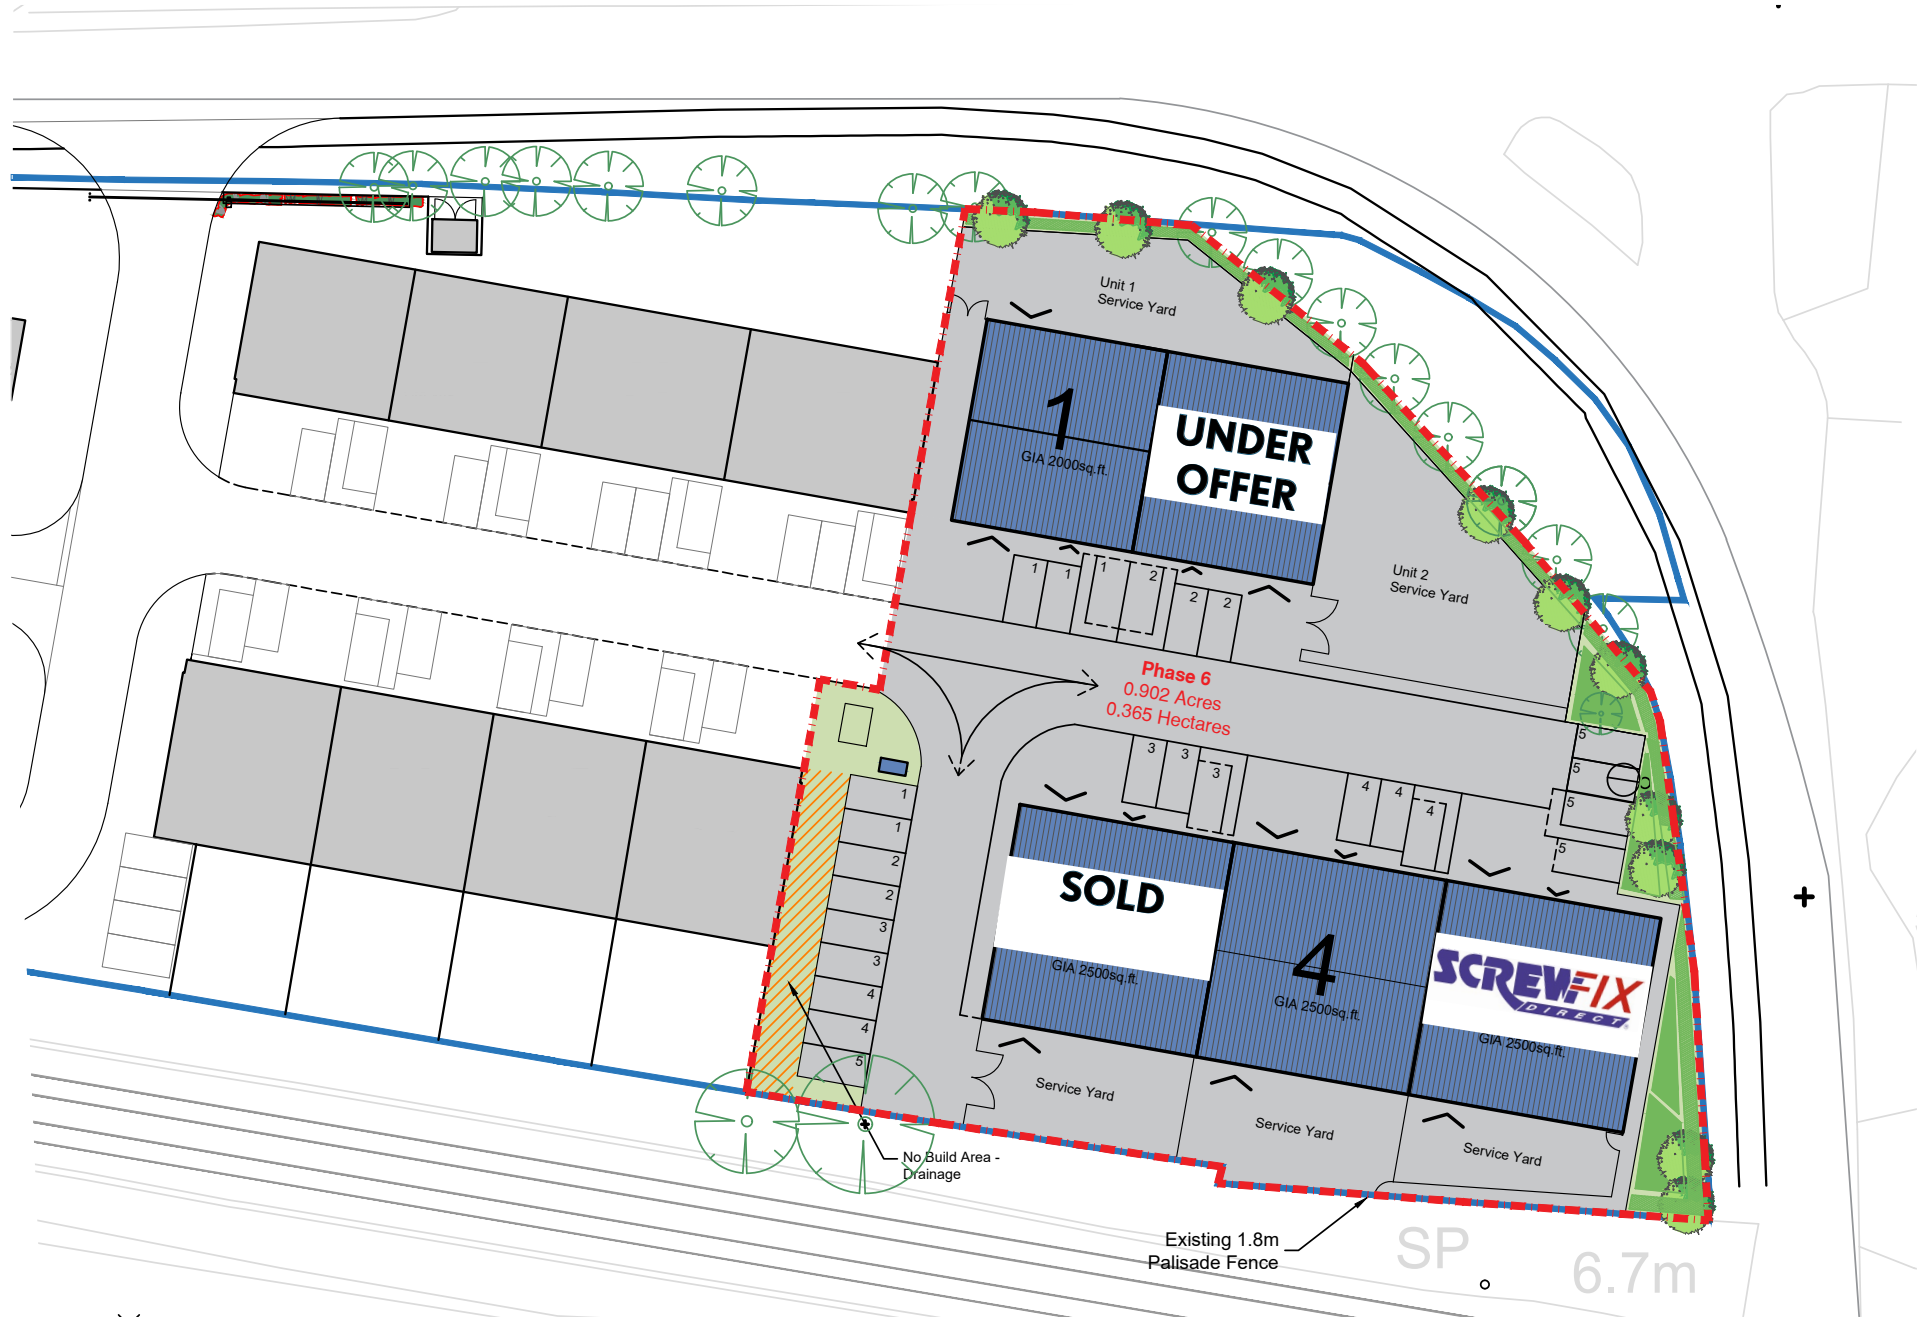 Unit 1
Service Yard
1
GIA 2000sq.ft.
UNDER
OFFER
Unit 2
Service Yard
1
1
1
2
2
2
Phase 6
0.902 Acres
0.365 Hectares
3
3
3
4
4
4
5
5
5
5
1
1
2
2
3
3
4
4
5
SOLD
GIA 2500sq.ft.
4
GIA 2500sq.ft.
SCREWFIX
DIRECT
GIA 2500sq.ft.
Service Yard
Service Yard
Service Yard
No Build Area -
Drainage
Existing 1.8m
Palisade Fence
SP
6.7m